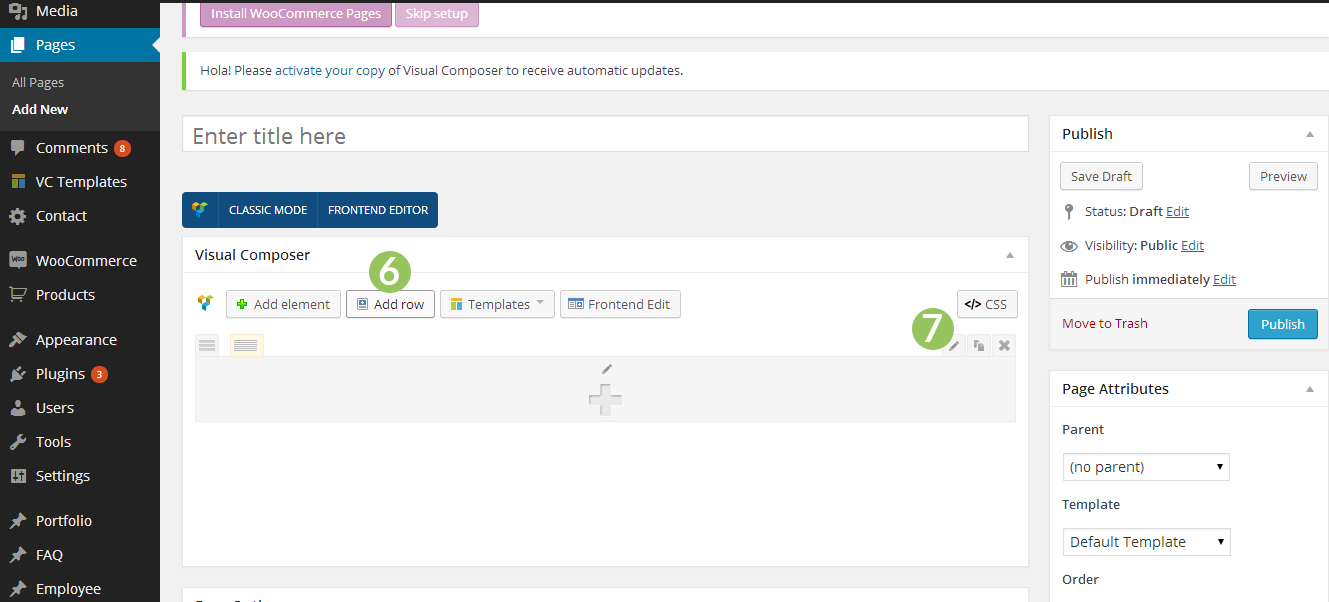 Media
Pages
All Pages
Add New
Comments 8
VC Templates
Contact
WooCommerce
Products
Appearance
Plugins 3
Users
Tools
Settings
Portfolio
FAQ
Employee
Install WooCommerce Pages Skip setup
Hola! Please activate your copy of Visual Composer to receive automatic updates.
Enter title here
CLASSIC MODE FRONTEND EDITOR
Visual Composer
6
Add element Add row Templates Frontend Edit </> CSS
7
Publish
Save Draft Preview
Status: Draft Edit
Visibility: Public Edit
Publish immediately Edit
Move to Trash Publish
Page Attributes
Parent
(no parent)
Template
Default Template
Order